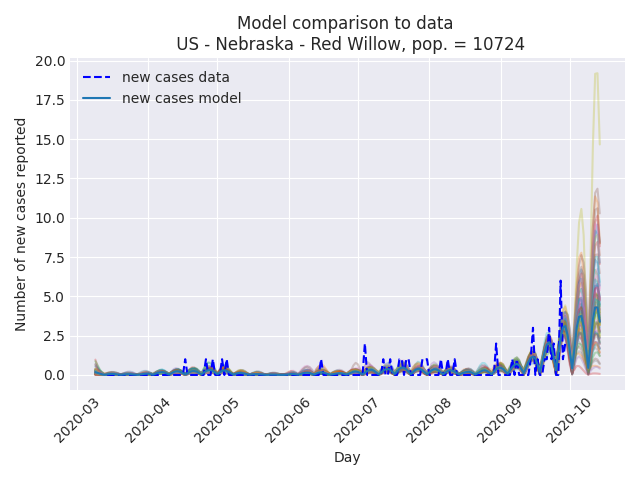 Model comparison to data
US - Nebraska - Red Willow, pop. = 10724
new cases data
new cases model
Number of new cases reported
20.0
17.5
15.0
12.5
10.0
7.5
5.0
2.5
0.0
2020-03
2020-04
2020-05
2020-06
2020-07
2020-08
2020-09
2020-10
Day